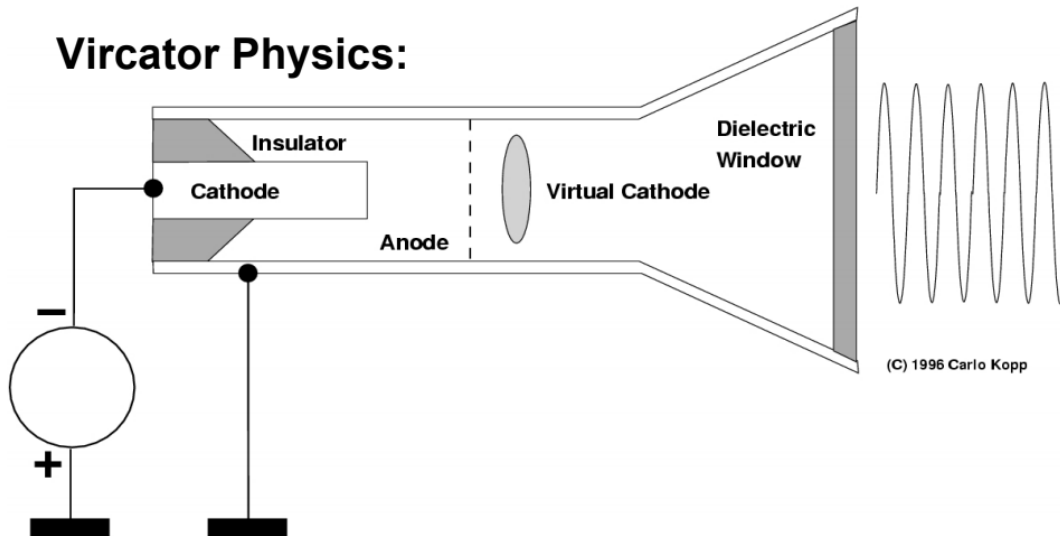 Vircator Physics:
Insulator
Cathode
Anode
Virtual Cathode
Dielectric
Window
−
+
(C) 1996 Carlo Kopp